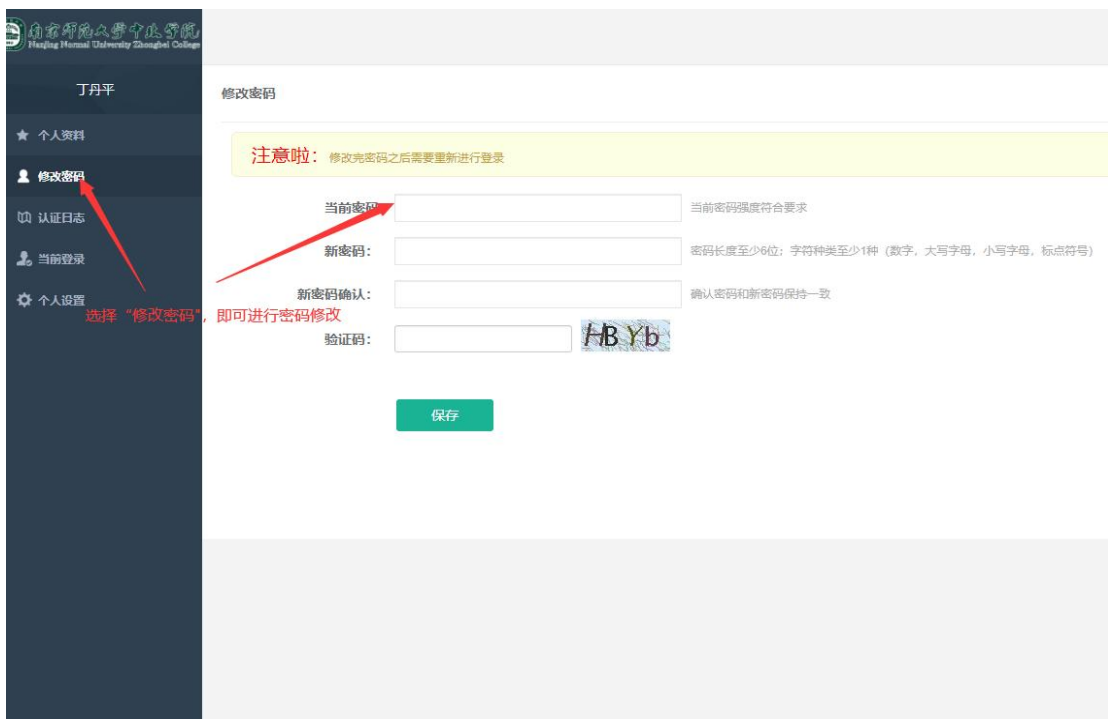 南京师范大学中北学院
Nanjing Normal University Zhongbei College
丁丹平
个人资料
修改密码
认证日志
当前登录
个人设置
修改密码
注意啦： 修改完密码之后需要重新进行登录
当前密码 当前密码强度符合要求
新密码： 密码长度至少6位；字符种类至少1种（数字，大写字母，小写字母，标点符号）
新密码确认： 确认密码和新密码保持一致
选择“修改密码"，即可进行密码修改
验证码： HBYb
保存